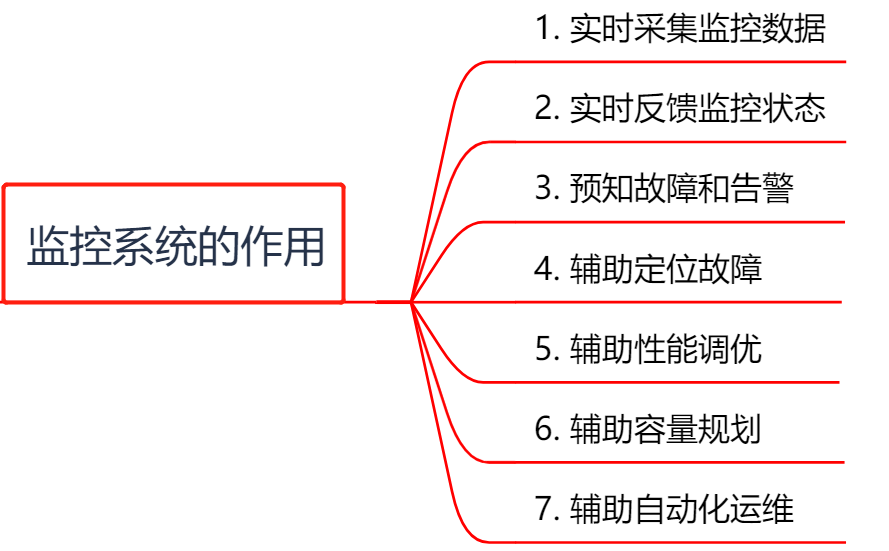 监控系统的作用
1. 实时采集监控数据
2. 实时反馈监控状态
3. 预知故障和告警
4. 辅助定位故障
5. 辅助性能调优
6. 辅助容量规划
7. 辅助自动化运维